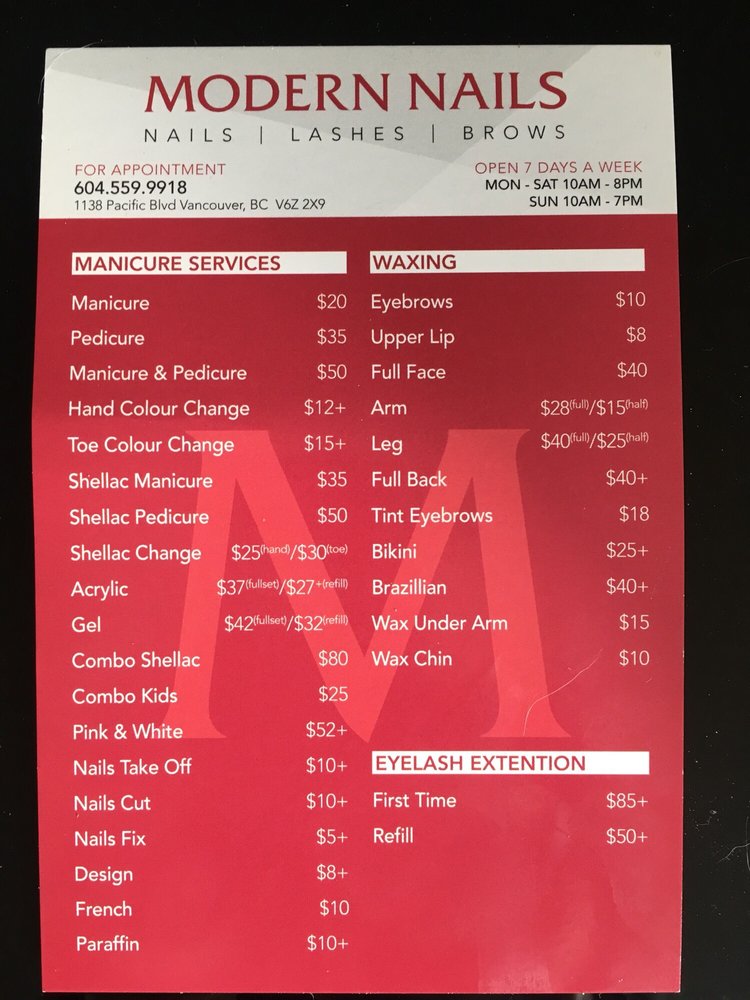 MODERN NAILS
NAILS | LASHES | BROWS
FOR APPOINTMENT
604.559.9918
1138 Pacific Blvd Vancouver, BC V6Z 2X9
OPEN 7 DAYS A WEEK
MON - SAT 10AM - 8PM
SUN 10AM - 7PM
MANICURE SERVICES
Manicure $20
Pedicure $35
Manicure & Pedicure $50
Hand Colour Change $12+
Toe Colour Change $15+
Shellac Manicure $35
Shellac Pedicure $50
Shellac Change $25(hand)/$30(toe)
Acrylic $37(fullset)/$27+(refill)
Gel $42(fullset)/$32(refill)
Combo Shellac $80
Combo Kids $25
Pink & White $52+
Nails Take Off $10+
Nails Cut $10+
Nails Fix $5+
Design $8+
French $10
Paraffin $10+
WAXING
Eyebrows $10
Upper Lip $8
Full Face $40
Arm $28(full)/$15(half)
Leg $40(full)/$25(half)
Full Back $40+
Tint Eyebrows $18
Bikini $25+
Brazillian $40+
Wax Under Arm $15
Wax Chin $10
EYELASH EXTENTION
First Time $85+
Refill $50+
M